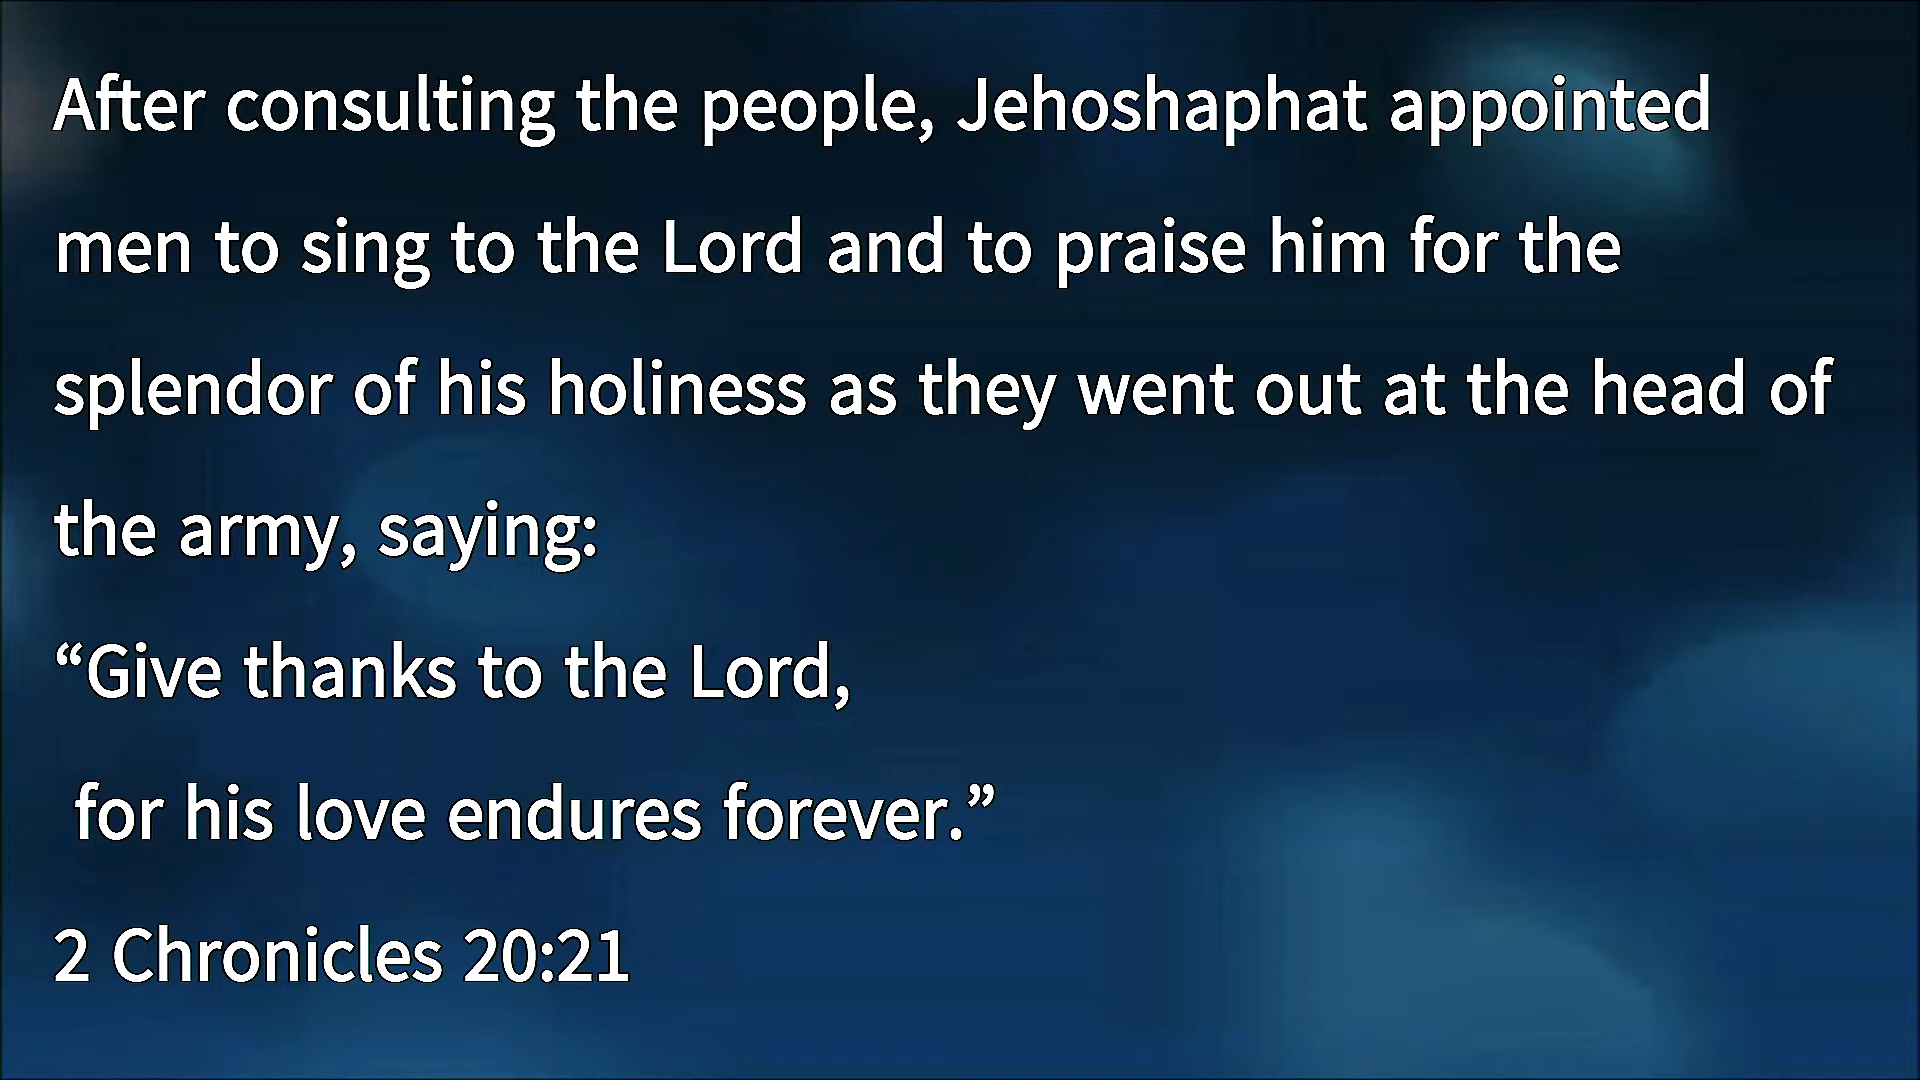 After consulting the people, Jehoshaphat appointed
men to sing to the Lord and to praise him for the
splendor of his holiness as they went out at the head of
the army, saying:
“Give thanks to the Lord,
for his love endures forever.”
2 Chronicles 20:21